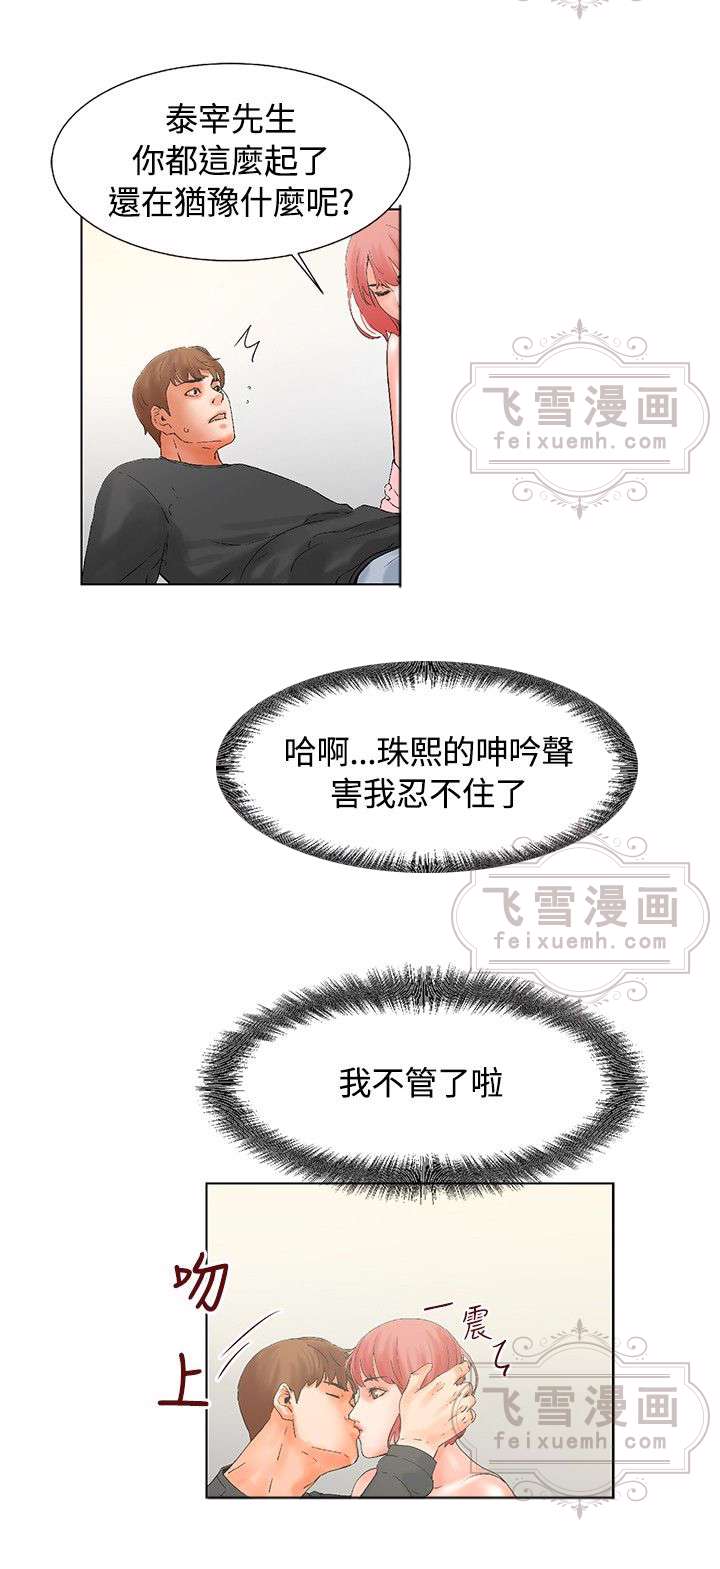 泰宰先生
你都這麼起了
還在猶豫什麼呢?
飞雪漫画
feixuemh.com
哈啊...珠熙的呻吟聲
害我忍不住了
飞雪漫画
feixuemh.com
我不管了啦
吻上
震
飞雪漫画
feixuemh.com